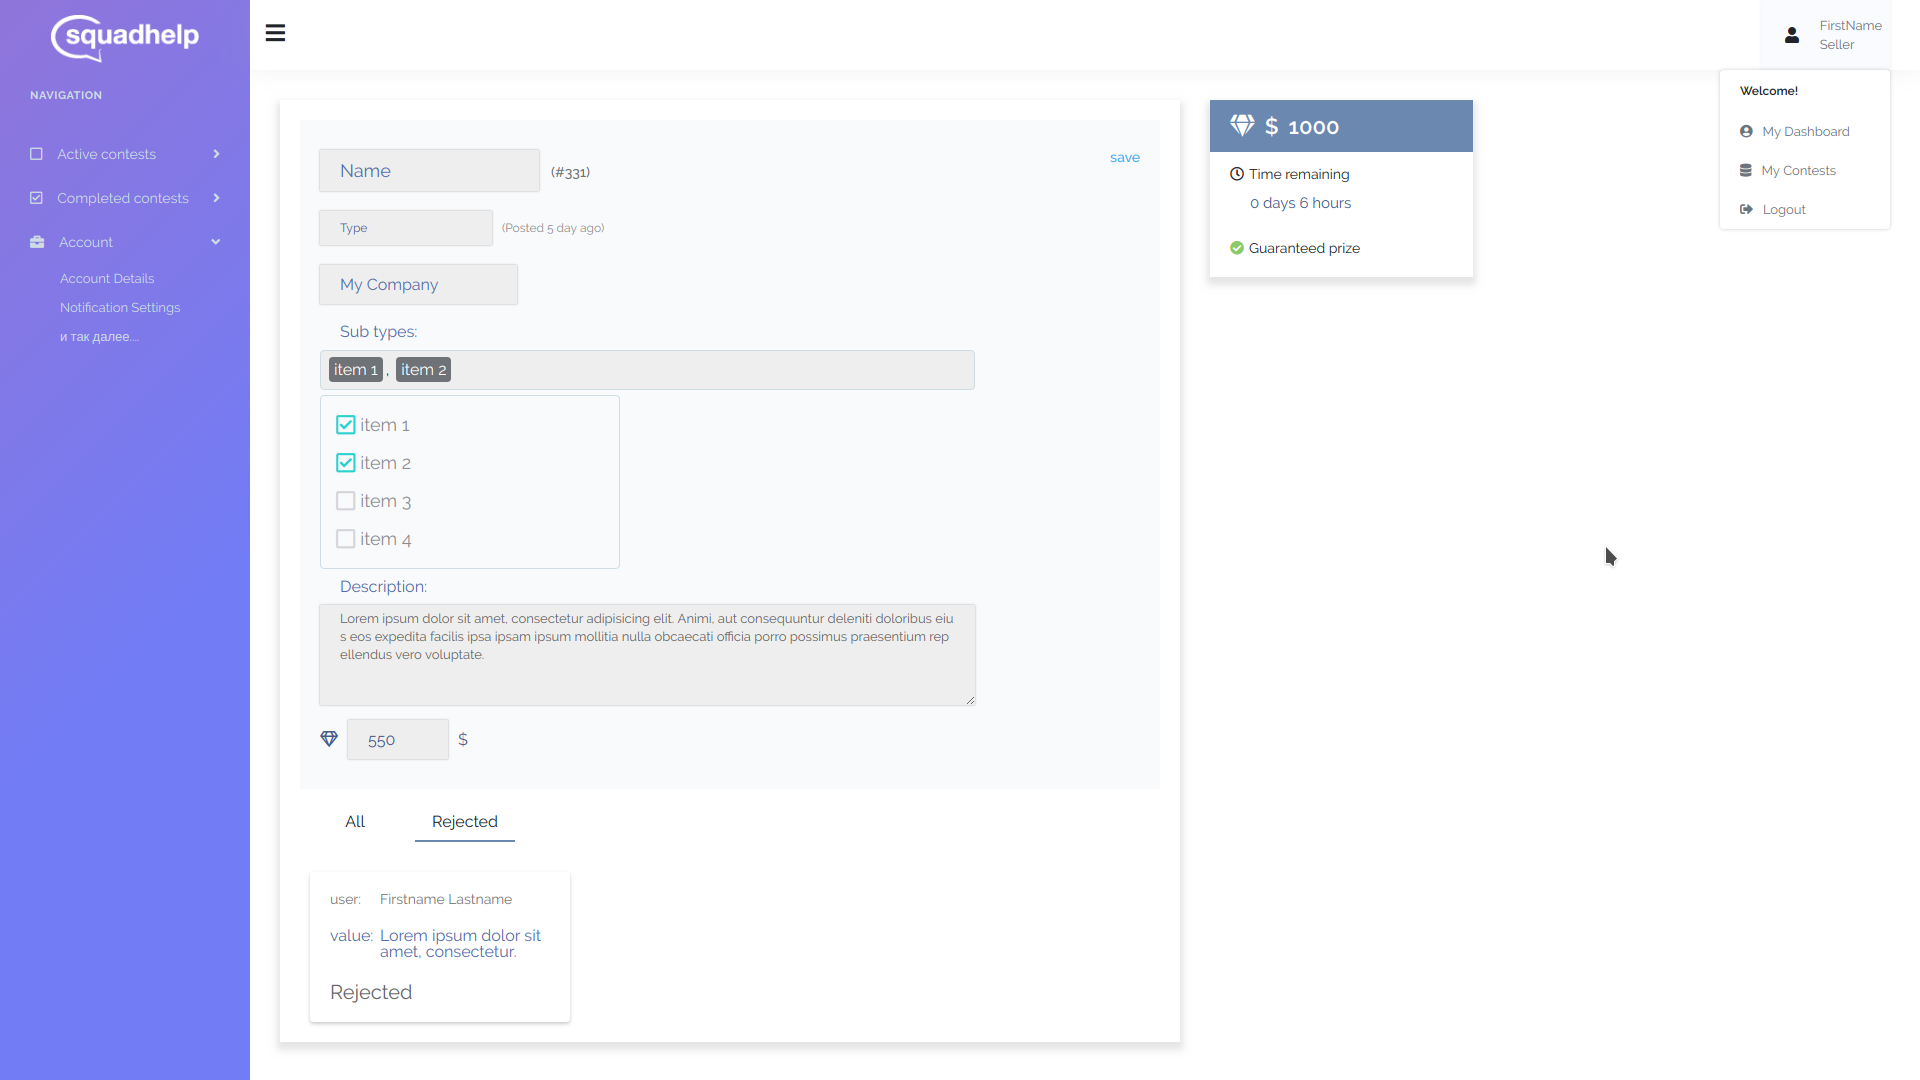 squadhelp
NAVIGATION
Active contests
Completed contests
Account
Account Details
Notification Settings
и так далее....
FirstName
Seller
Welcome!
My Dashboard
My Contests
Logout
Name
(#331)
save
Type
(Posted 5 day ago)
My Company
Sub types:
item 1 , item 2
item 1
item 2
item 3
item 4
Description:
Lorem ipsum dolor sit amet, consectetur adipisicing elit. Animi, aut consequuntur deleniti doloribus eiu
s eos expedita facilis ipsa ipsam ipsum mollitia nulla obcaecati officia porro possimus praesentium rep
ellendus vero voluptate.
550 $
All
Rejected
user: Firstname Lastname
value: Lorem ipsum dolor sit
amet, consectetur.
Rejected
$ 1000
Time remaining
0 days 6 hours
Guaranteed prize